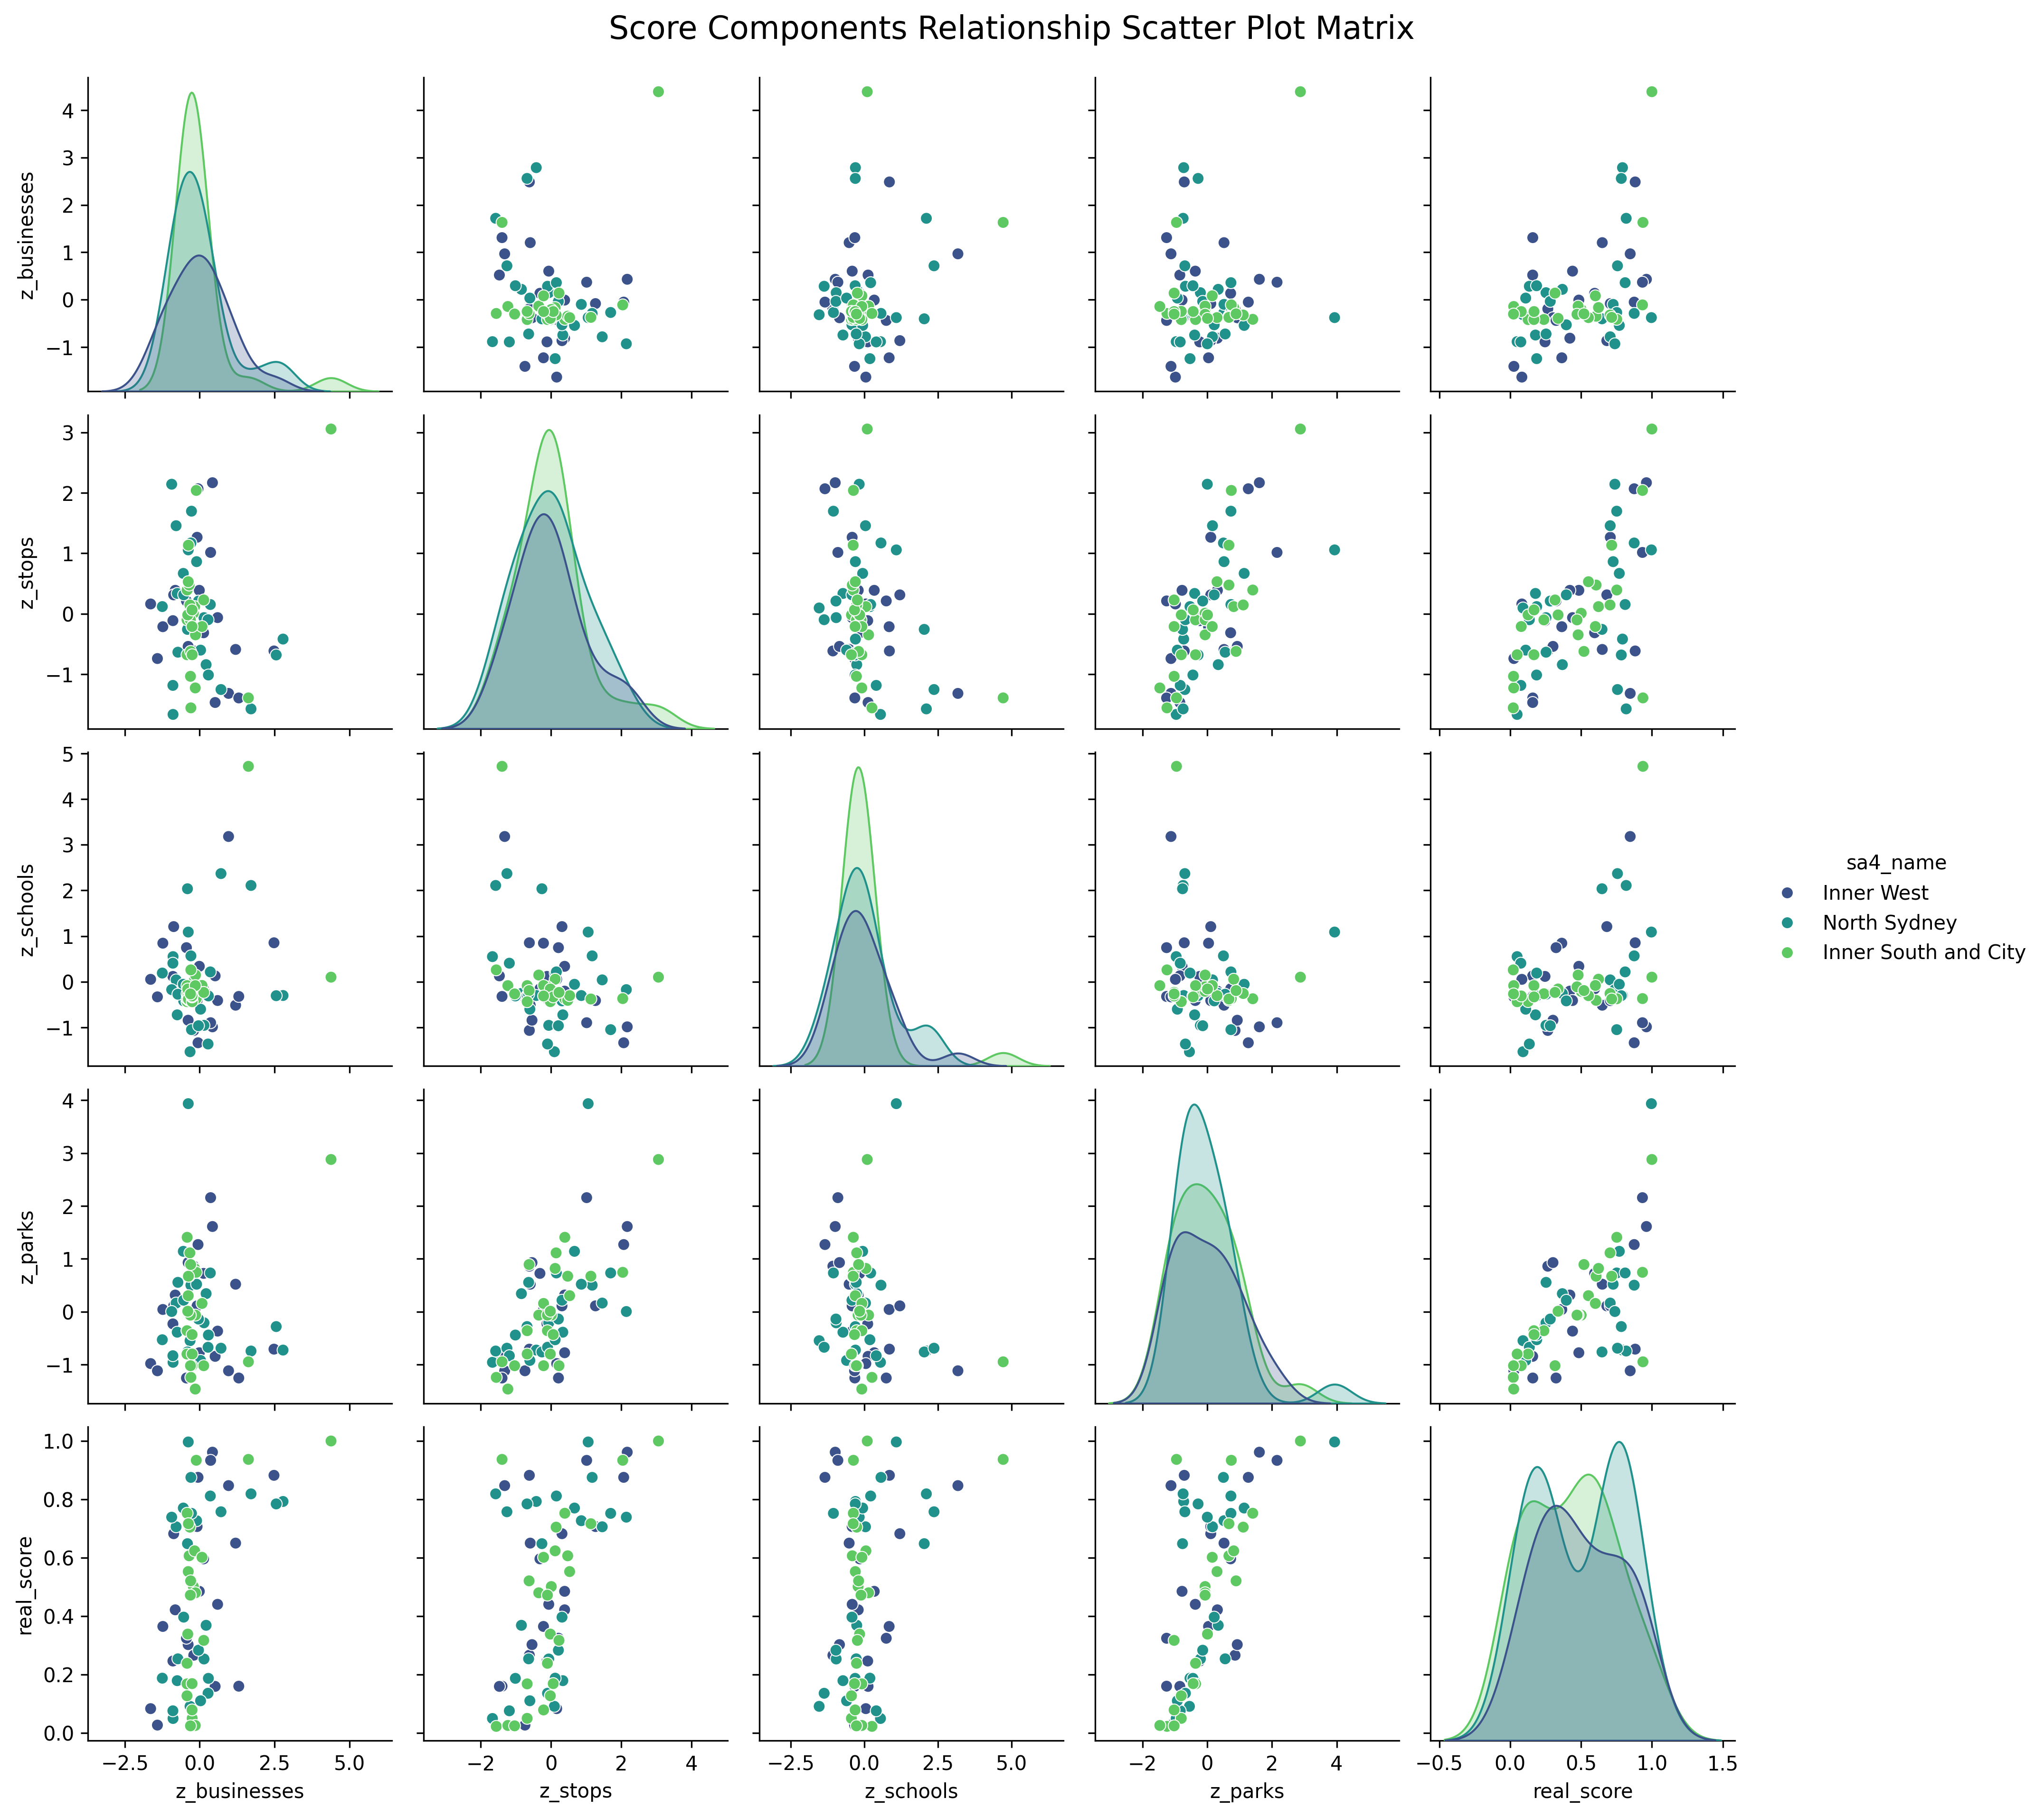 Score Components Relationship Scatter Plot Matrix
z_businesses
4
3
2
1
0
−1
z_stops
3
2
1
0
−1
z_schools
5
4
3
2
1
0
−1
z_parks
4
3
2
1
0
−1
real_score
1.0
0.8
0.6
0.4
0.2
0.0
−2.5 0.0 2.5 5.0
z_businesses
−2 0 2 4
z_stops
−2.5 0.0 2.5 5.0
z_schools
−2 0 2 4
z_parks
−0.5 0.0 0.5 1.0 1.5
real_score
sa4_name
Inner West
North Sydney
Inner South and City